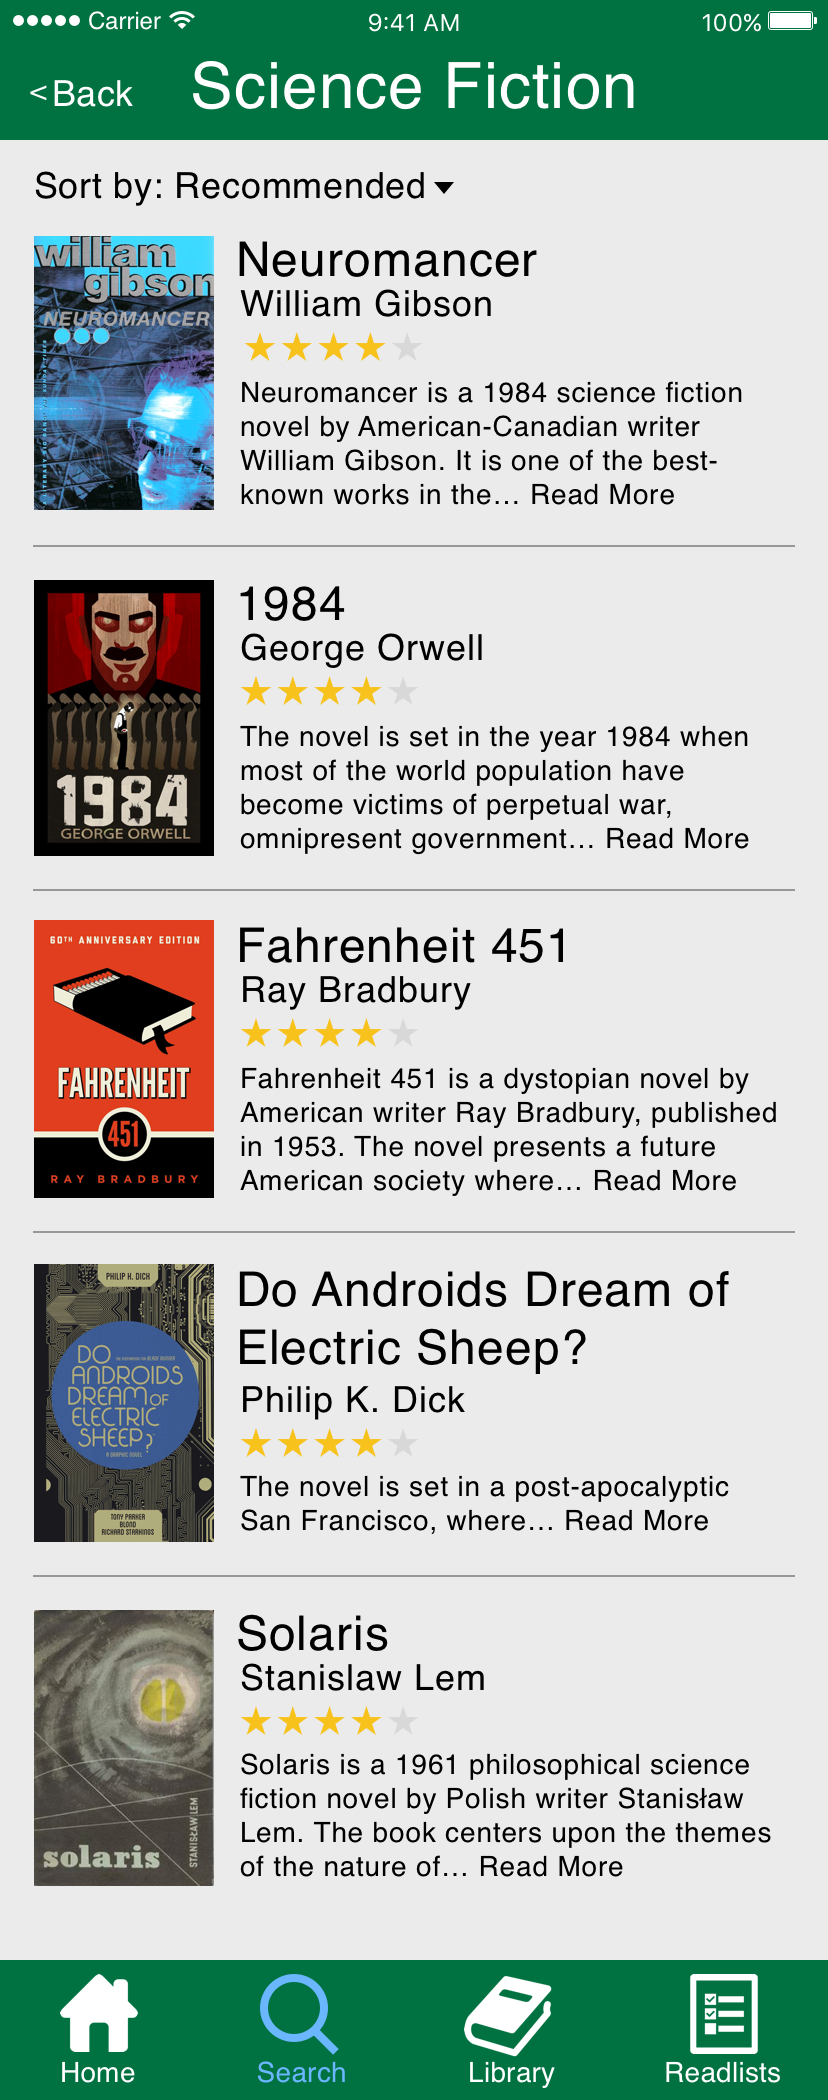 Carrier 9:41 AM 100%
<Back Science Fiction
Sort by: Recommended
william
gibson
NEUROMANCER
Neuromancer
William Gibson
Neuromancer is a 1984 science fiction
novel by American-Canadian writer
William Gibson. It is one of the best-
known works in the... Read More
1984
GEORGE ORWELL
1984
George Orwell
The novel is set in the year 1984 when
most of the world population have
become victims of perpetual war,
omnipresent government... Read More
60TH ANNIVERSARY EDITION
FAHRENHEIT
451
RAY BRADBURY
Fahrenheit 451
Ray Bradbury
Fahrenheit 451 is a dystopian novel by
American writer Ray Bradbury, published
in 1953. The novel presents a future
American society where... Read More
PHILIP K. DICK
DO
ANDROIDS
DREAM OF
ELECTRIC
SHEEP?
A GRAPHIC NOVEL
TONY PARKER
BLOND
RICHARD STARKINGS
Do Androids Dream of
Electric Sheep?
Philip K. Dick
The novel is set in a post-apocalyptic
San Francisco, where... Read More
solaris
STANISŁAW LEM
Solaris
Stanislaw Lem
Solaris is a 1961 philosophical science
fiction novel by Polish writer Stanisław
Lem. The book centers upon the themes
of the nature of... Read More
Home Search Library Readlists